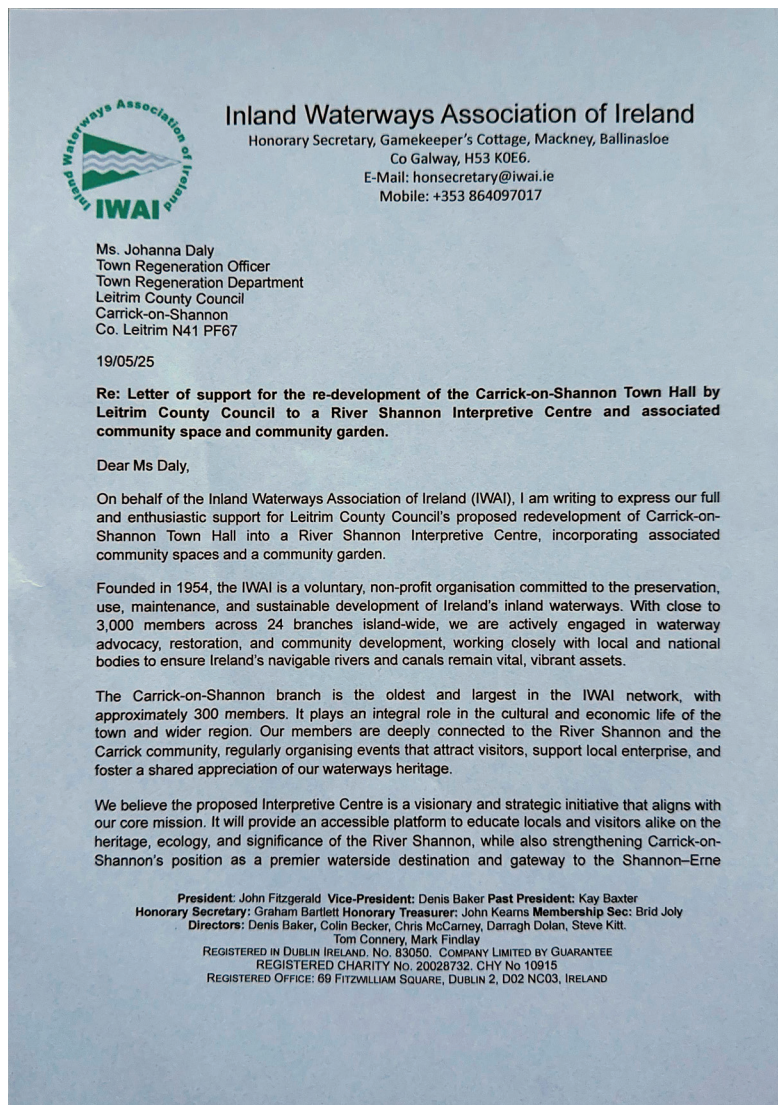 Inland Waterways Association of Ireland
IWAI
Inland Waterways Association of Ireland
Honorary Secretary, Gamekeeper's Cottage, Mackney, Ballinasloe
Co Galway, H53 K0E6.
E-Mail: honsecretary@iwai.ie
Mobile: +353 864097017
Ms. Johanna Daly
Town Regeneration Officer
Town Regeneration Department
Leitrim County Council
Carrick-on-Shannon
Co. Leitrim N41 PF67
19/05/25
Re: Letter of support for the re-development of the Carrick-on-Shannon Town Hall by
Leitrim County Council to a River Shannon Interpretive Centre and associated
community space and community garden.
Dear Ms Daly,
On behalf of the Inland Waterways Association of Ireland (IWAI), I am writing to express our full
and enthusiastic support for Leitrim County Council's proposed redevelopment of Carrick-on-
Shannon Town Hall into a River Shannon Interpretive Centre, incorporating associated
community spaces and a community garden.
Founded in 1954, the IWAI is a voluntary, non-profit organisation committed to the preservation,
use, maintenance, and sustainable development of Ireland's inland waterways. With close to
3,000 members across 24 branches island-wide, we are actively engaged in waterway
advocacy, restoration, and community development, working closely with local and national
bodies to ensure Ireland's navigable rivers and canals remain vital, vibrant assets.
The Carrick-on-Shannon branch is the oldest and largest in the IWAI network, with
approximately 300 members. It plays an integral role in the cultural and economic life of the
town and wider region. Our members are deeply connected to the River Shannon and the
Carrick community, regularly organising events that attract visitors, support local enterprise, and
foster a shared appreciation of our waterways heritage.
We believe the proposed Interpretive Centre is a visionary and strategic initiative that aligns with
our core mission. It will provide an accessible platform to educate locals and visitors alike on the
heritage, ecology, and significance of the River Shannon, while also strengthening Carrick-on-
Shannon's position as a premier waterside destination and gateway to the Shannon–Erne
President: John Fitzgerald Vice-President: Denis Baker Past President: Kay Baxter
Honorary Secretary: Graham Bartlett Honorary Treasurer: John Kearns Membership Sec: Brid Joly
Directors: Denis Baker, Colin Becker, Chris McCarney, Darragh Dolan, Steve Kitt.
Tom Connery, Mark Findlay
REGISTERED IN DUBLIN IRELAND. NO. 83050. COMPANY LIMITED BY GUARANTEE
REGISTERED CHARITY NO. 20028732. CHY NO 10915
REGISTERED OFFICE: 69 FITZWILLIAM SQUARE, DUBLIN 2, D02 NC03, IRELAND